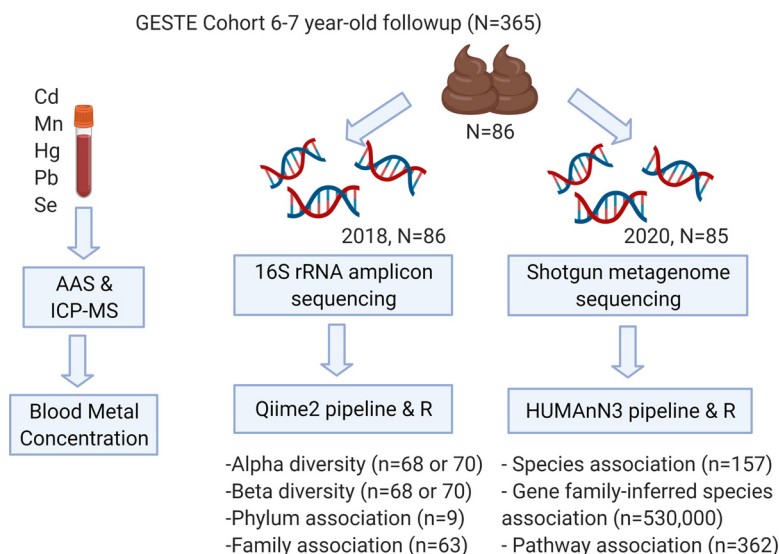 GESTE Cohort 6-7 year-old followup (N=365)
Cd
Mn
Hg
Pb
Se
N=86
2018, N=86
2020, N=85
AAS &
ICP-MS
16S rRNA amplicon
sequencing
Shotgun metagenome
sequencing
Blood Metal
Concentration
Qiime2 pipeline & R
HUMAnN3 pipeline & R
-Alpha diversity (n=68 or 70)
-Beta diversity (n=68 or 70)
-Phylum association (n=9)
-Family association (n=63)
- Species association (n=157)
- Gene family-inferred species
association (n=530,000)
- Pathway association (n=362)